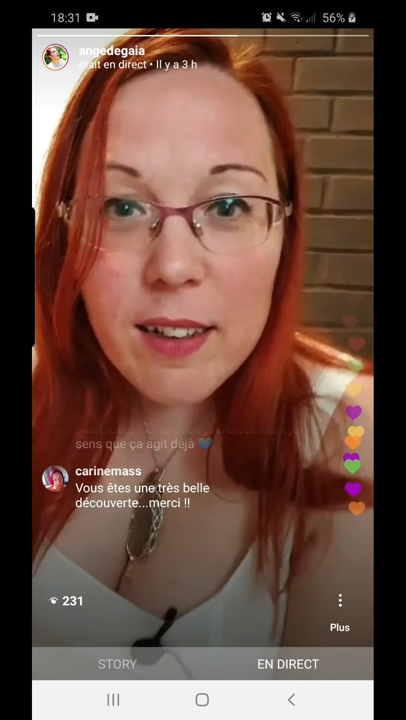 18:31
56%
angedegaia
était en direct • Il y a 3 h
sens que ça agit déjà 💙
carinemass
Vous êtes une très belle
découverte...merci !!
231
Plus
STORY
EN DIRECT